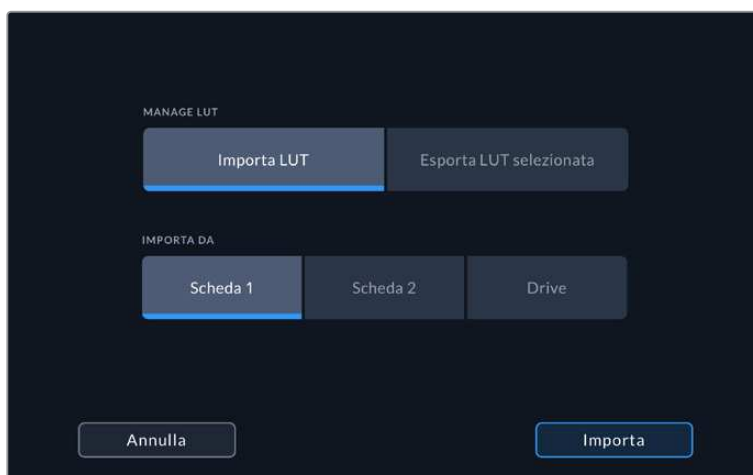 MANAGE LUT
Importa LUT Esporta LUT selezionata
IMPORTA DA
Scheda 1 Scheda 2 Drive
Annulla Importa